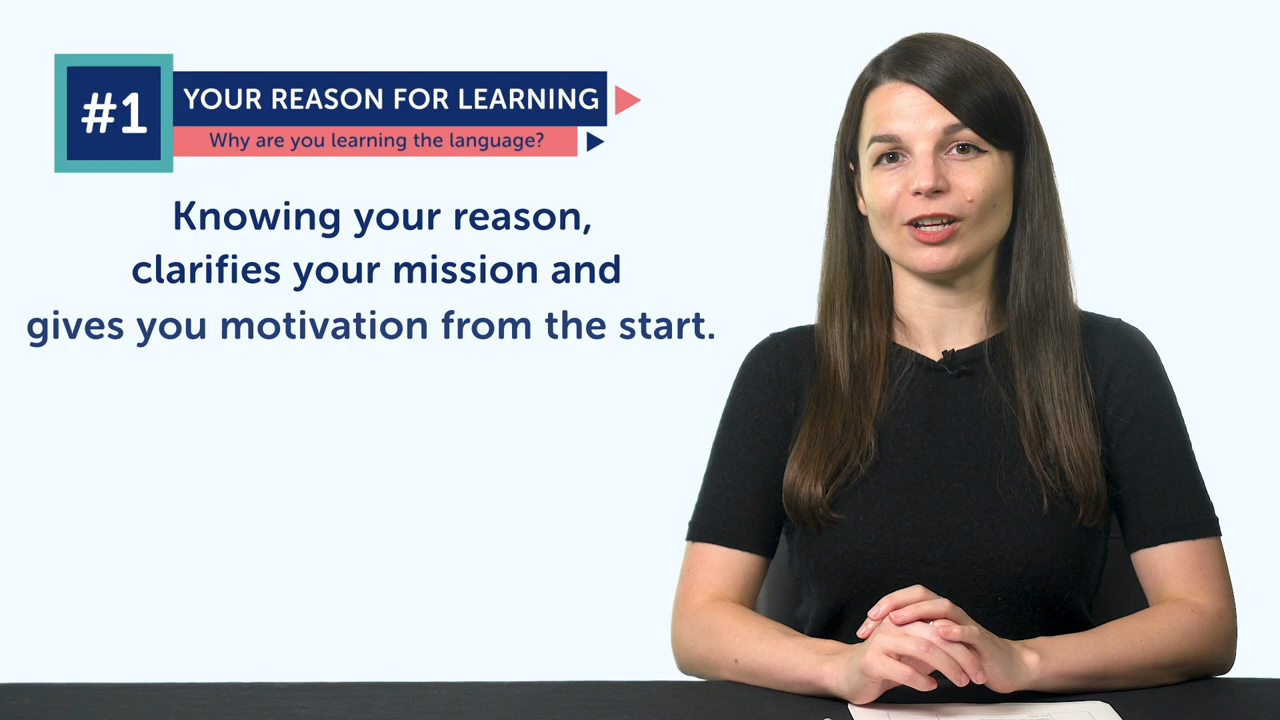 #1
YOUR REASON FOR LEARNING
Why are you learning the language?
Knowing your reason,
clarifies your mission and
gives you motivation from the start.